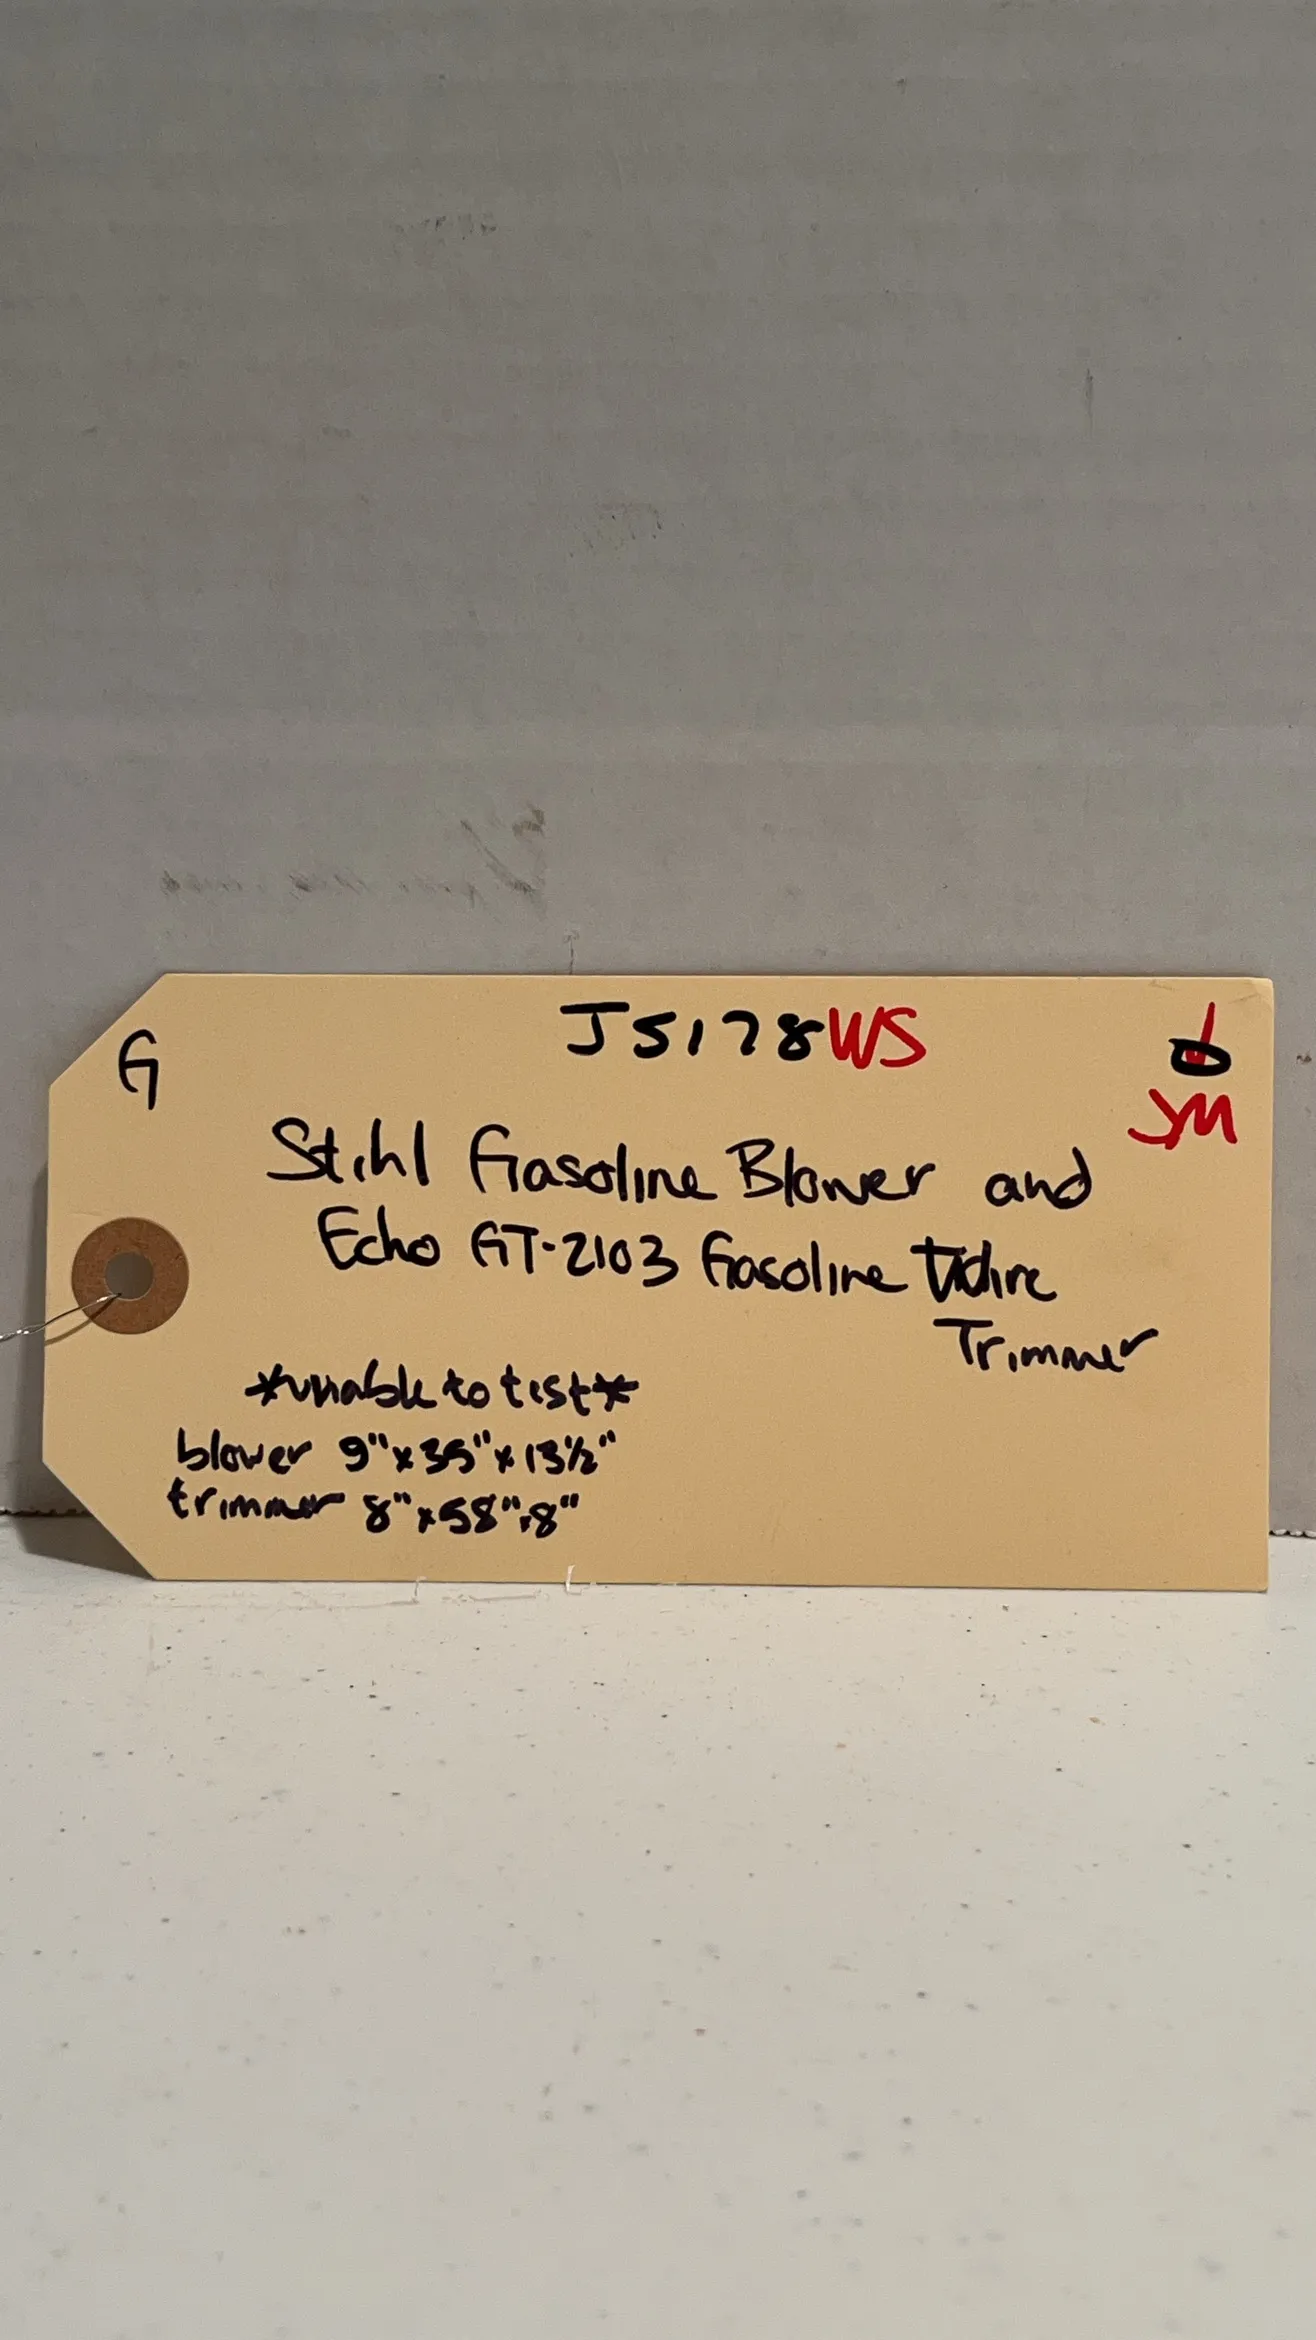 G
J5178WS
JM
Stihl Gasoline Blower and
Echo GT-2103 Gasoline Wire
Trimmer
*unable to test*
blower 9"x35"x13½"
trimmer 8"x58"x8"